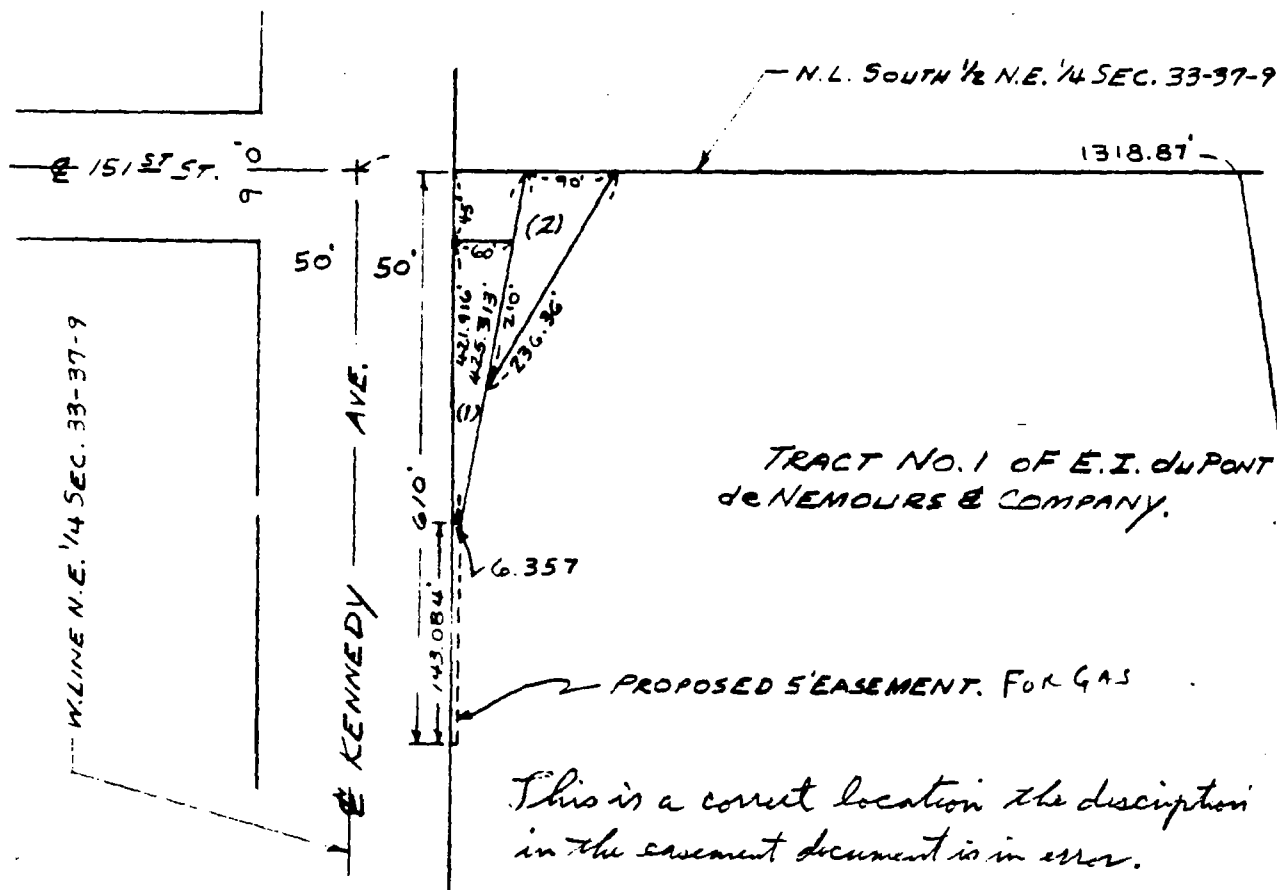 N.L. SOUTH 1/2 N.E. 1/4 SEC. 33-37-9
1318.87'
℄ 151 ST ST.
60'
50'
50'
90'
45'
60'
(2)
421.916'
425.313'
210'
236.36'
(1)
610'
143.084'
6.357
W. LINE N.E. 1/4 SEC. 33-37-9
℄ KENNEDY AVE.
TRACT NO. 1 OF E.I. duPONT
de NEMOURS & COMPANY.
PROPOSED 5' EASEMENT. FOR GAS
This is a correct location the discription
in the easement document is in error.